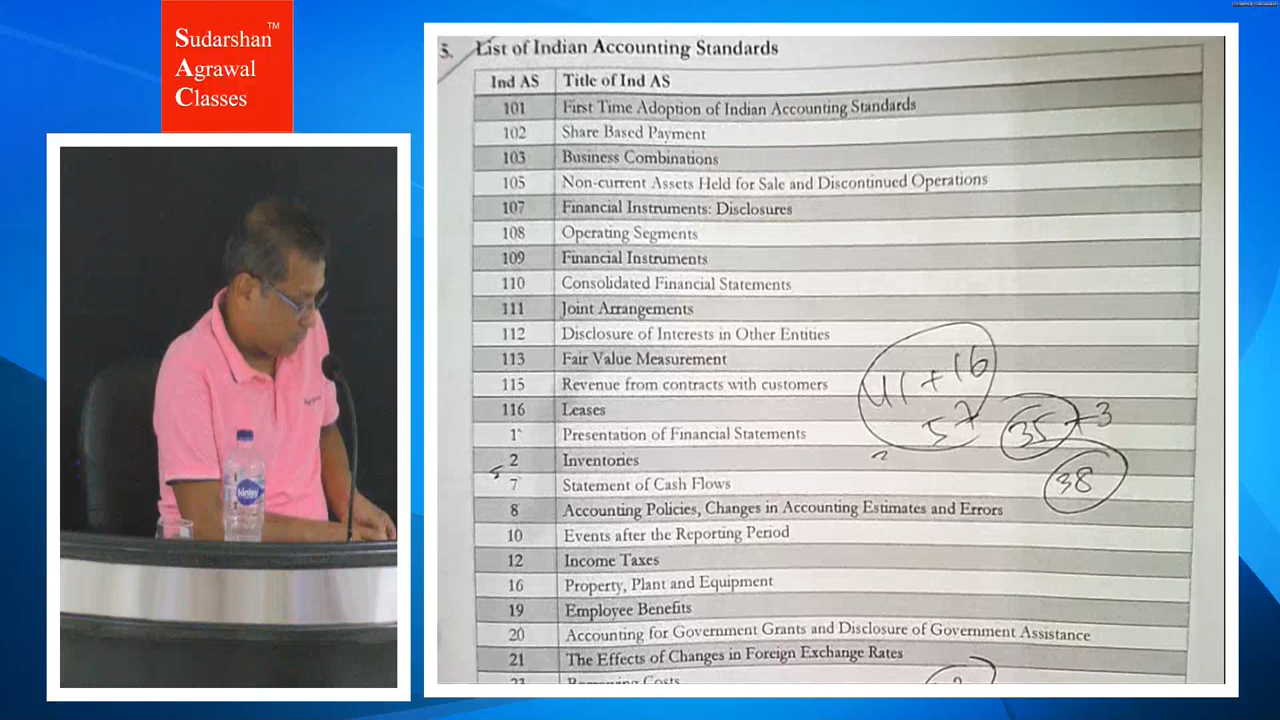 Sudarshan™
Agrawal
Classes
5. List of Indian Accounting Standards
Ind AS Title of Ind AS
101 First Time Adoption of Indian Accounting Standards
102 Share Based Payment
103 Business Combinations
105 Non-current Assets Held for Sale and Discontinued Operations
107 Financial Instruments: Disclosures
108 Operating Segments
109 Financial Instruments
110 Consolidated Financial Statements
111 Joint Arrangements
112 Disclosure of Interests in Other Entities
113 Fair Value Measurement
115 Revenue from contracts with customers
116 Leases
1 Presentation of Financial Statements
2 Inventories
7 Statement of Cash Flows
8 Accounting Policies, Changes in Accounting Estimates and Errors
10 Events after the Reporting Period
12 Income Taxes
16 Property, Plant and Equipment
19 Employee Benefits
20 Accounting for Government Grants and Disclosure of Government Assistance
21 The Effects of Changes in Foreign Exchange Rates
23 Borrowing Costs
41 + 16
57
35 + 3
38
kinley